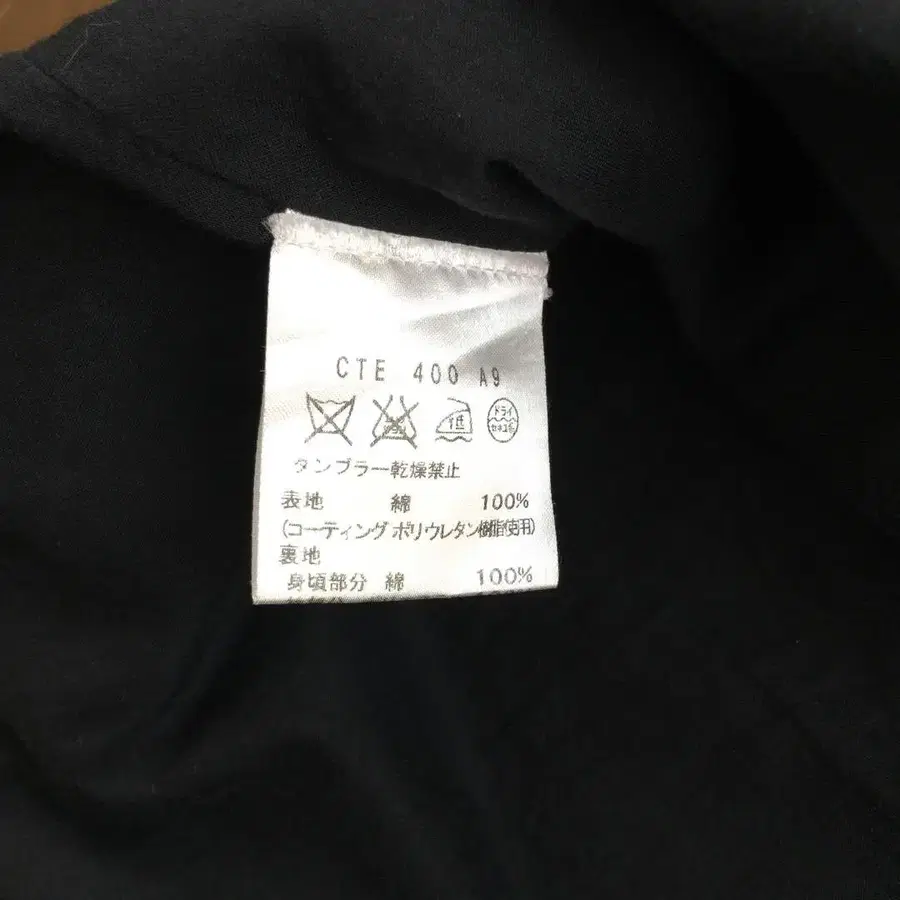 CTE 400 A9
低 ドライ セキユ系
タンブラー乾燥禁止
表地 綿 100%
(コーティング ポリウレタン樹脂使用)
裏地
身頃部分 綿 100%